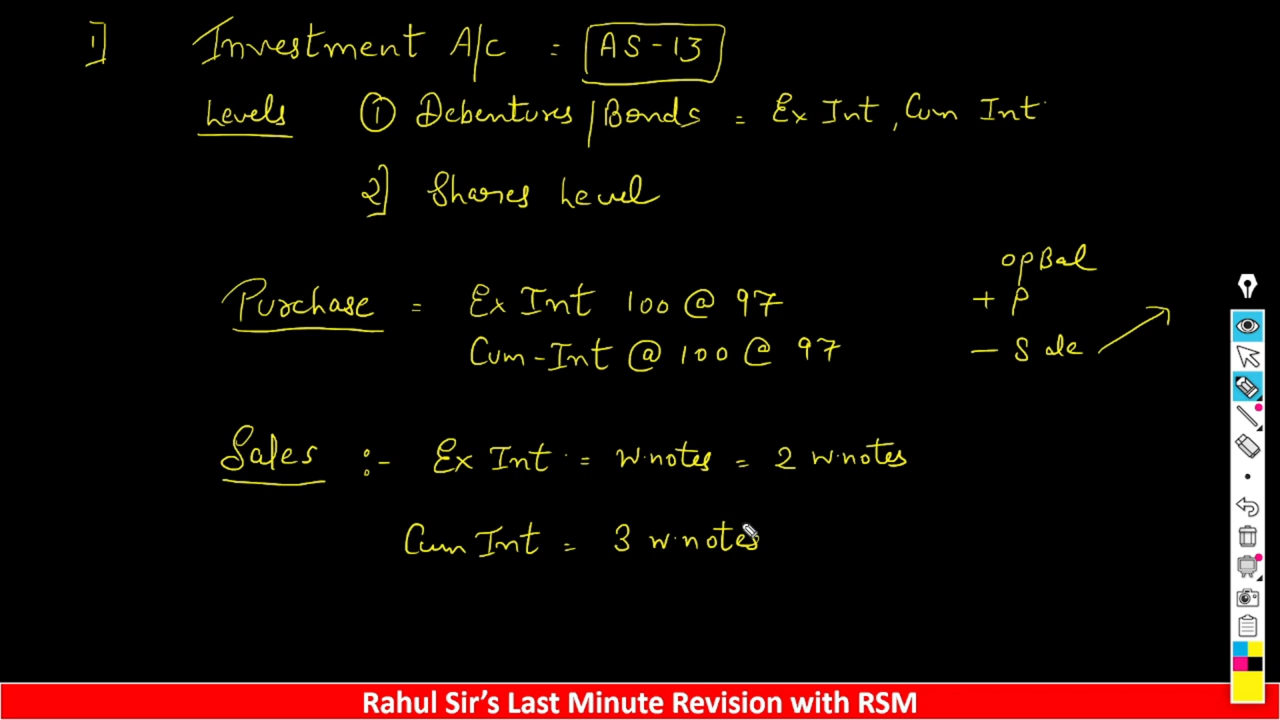 1] Investment A/c = AS-13
Levels ① Debentures/Bonds = Ex Int, Cum Int
2] Shares Level
Purchase = Ex Int 100 @ 97
Cum-Int @ 100 @ 97
op Bal
+ P
- Sale
Sales :- Ex Int = w.notes = 2 w.notes
Cum Int = 3 w.notes
Rahul Sir's Last Minute Revision with RSM